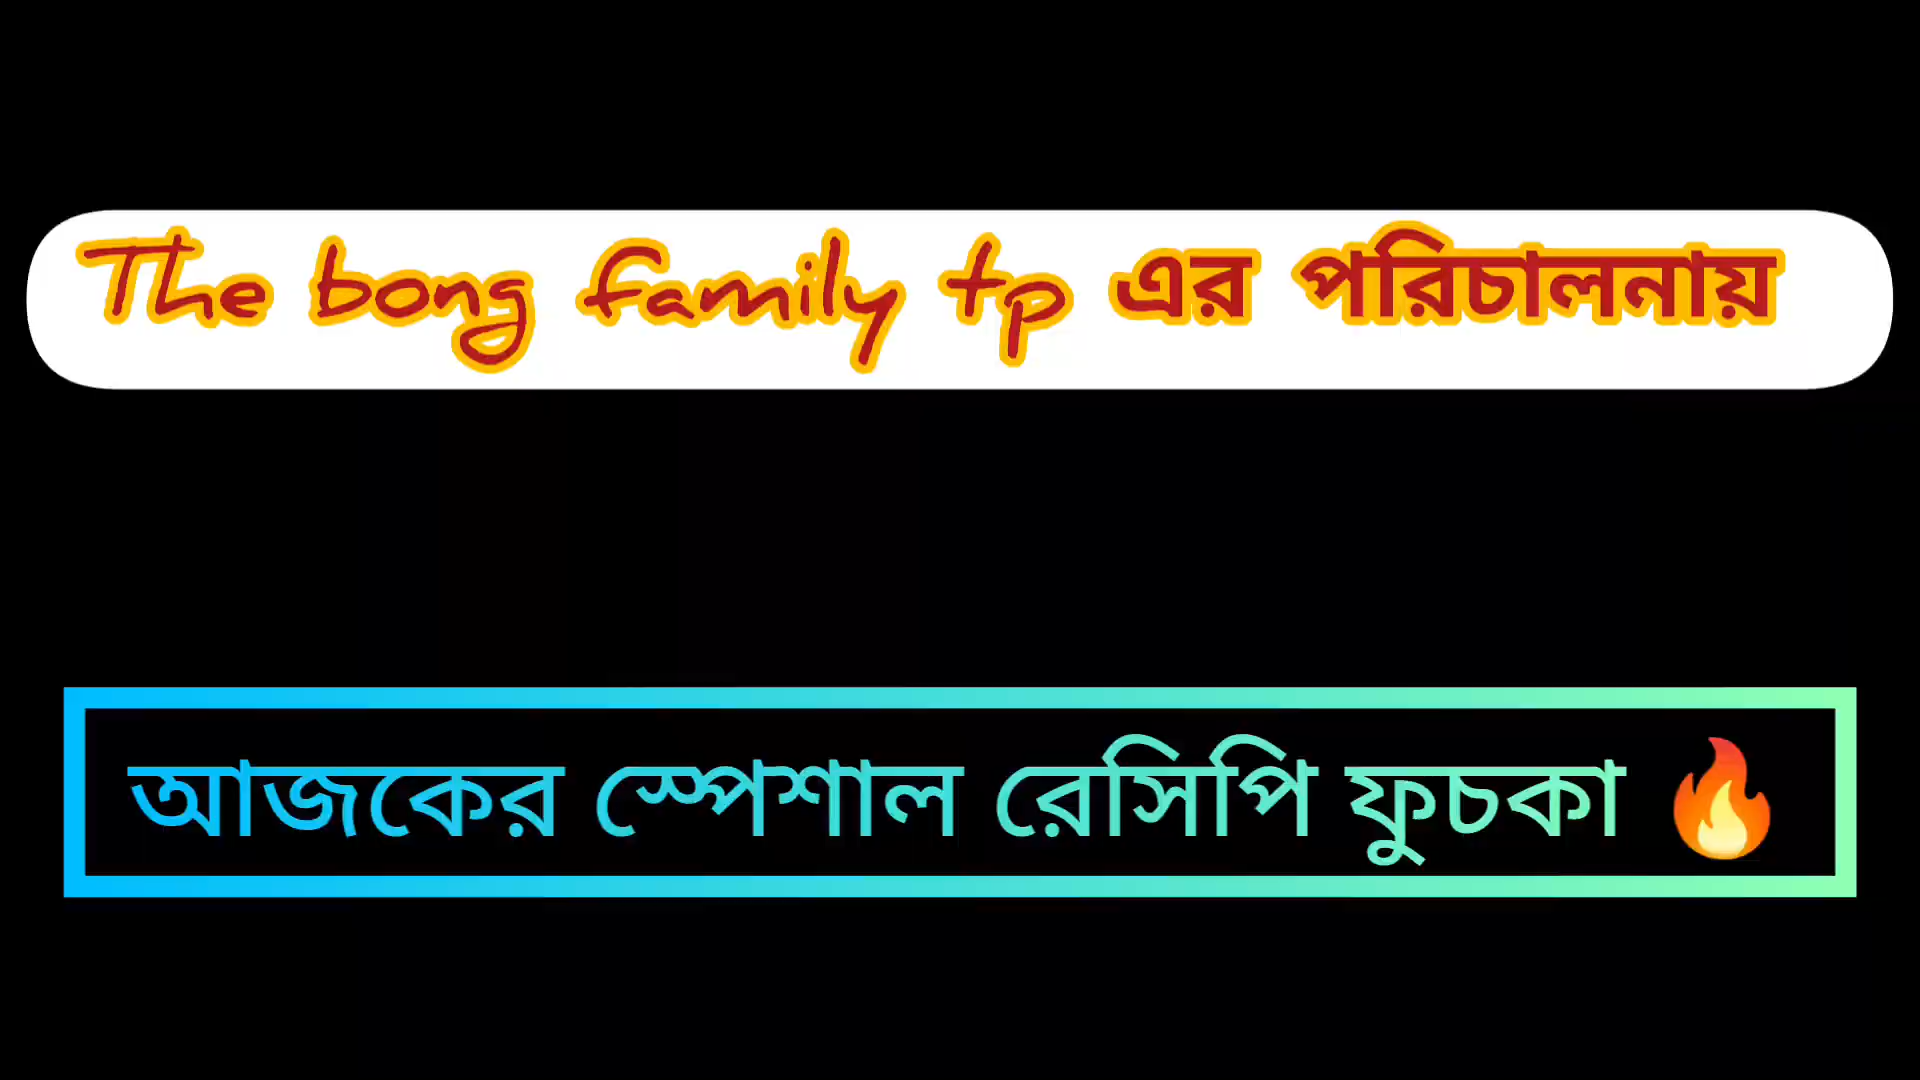 The bong family tp এর পরিচালনায়
আজকের স্পেশাল রেসিপি ফুচকা 🔥